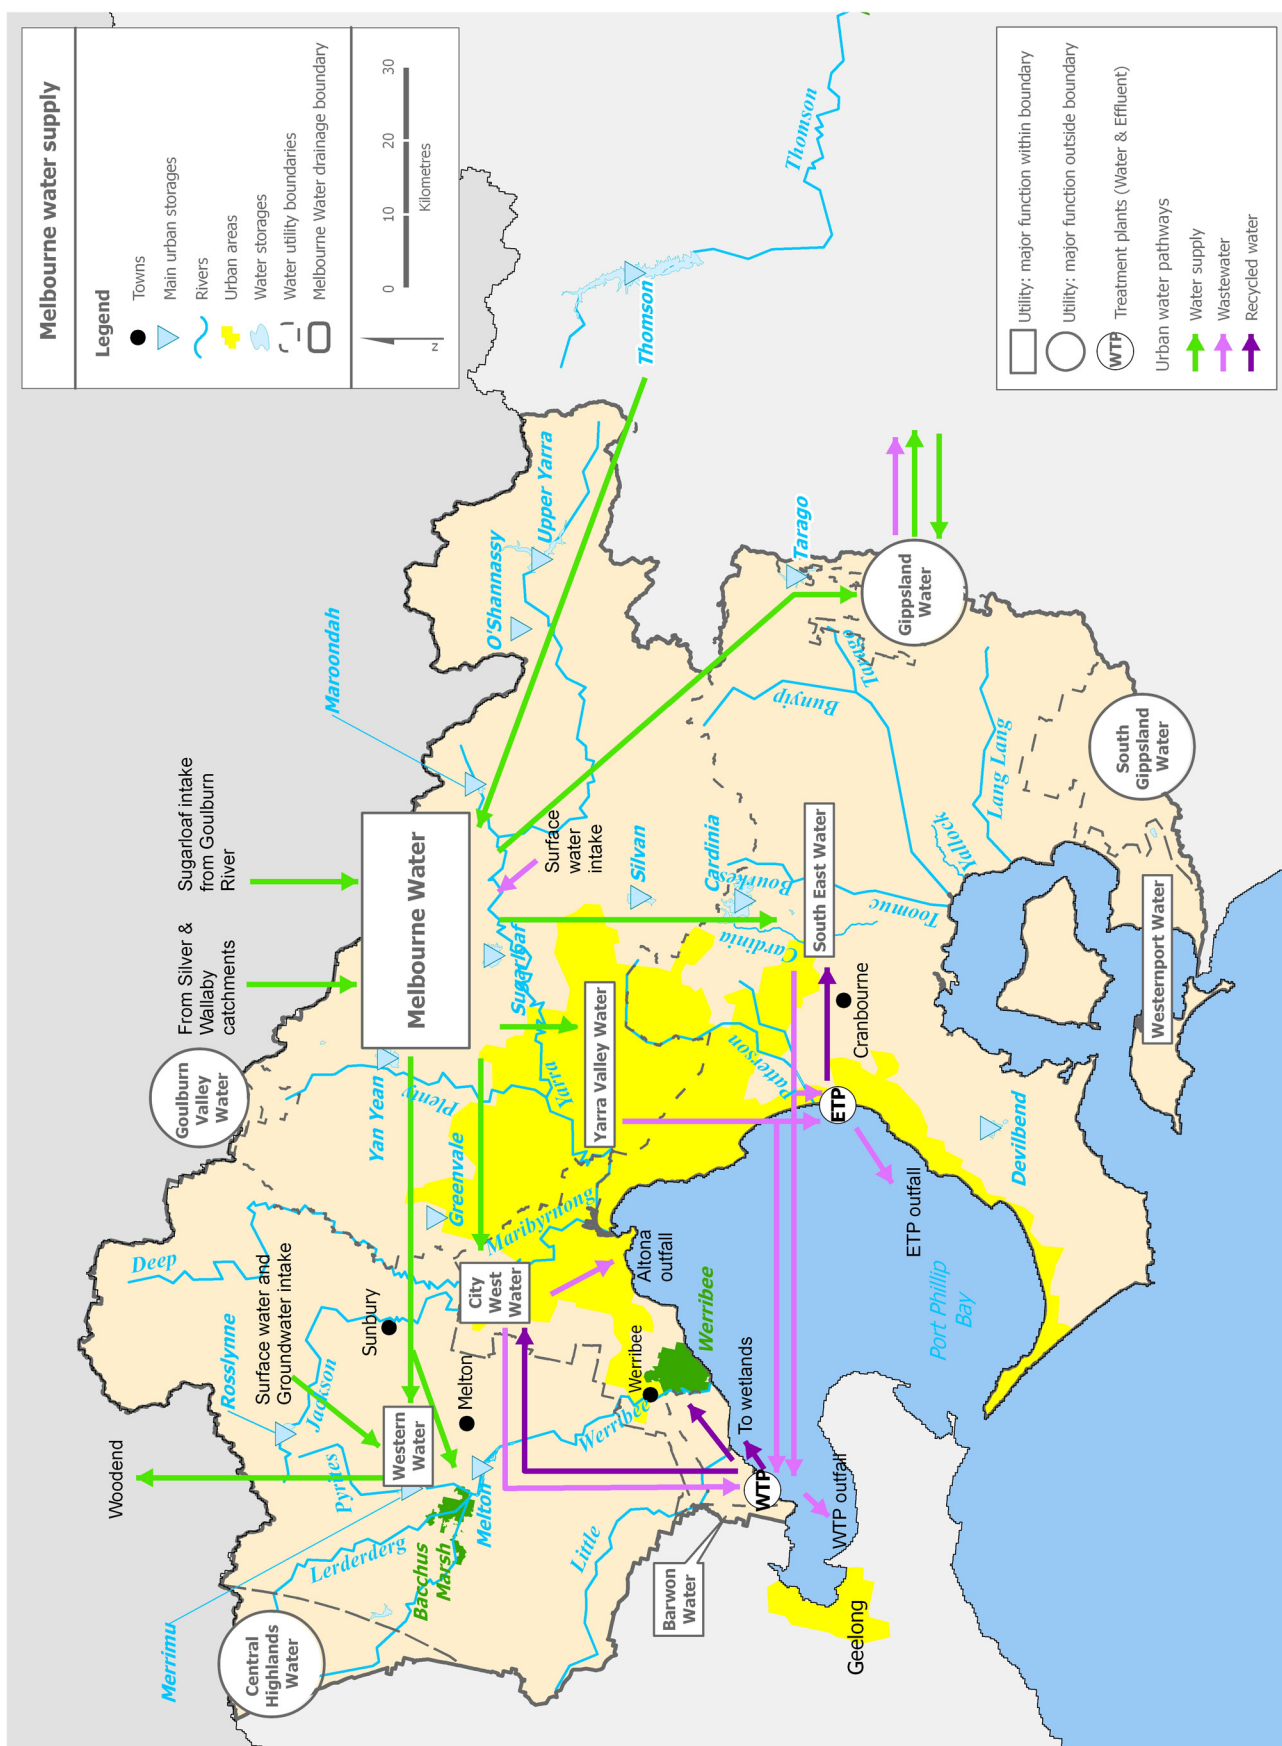 Melbourne water supply
Legend
Towns
Main urban storages
Rivers
Urban areas
Water storages
Water utility boundaries
Melbourne Water drainage boundary
N
0
10
20
30
Kilometres
Utility: major function within boundary
Utility: major function outside boundary
WTP
Treatment plants (Water & Effluent)
Urban water pathways
Water supply
Wastewater
Recycled water
Woodend
Merrimu
Central
Highlands
Water
Rosslynne
Surface water and
Groundwater intake
Deep
Goulburn
Valley
Water
From Silver &
Wallaby
catchments
Sugarloaf intake
from Goulburn
River
Maroondah
Pyrites
Jackson
Sunbury
Lerderderg
Western
Water
Melton
Bacchus
Marsh
Melton
Yan Yean
Plenty
Greenvale
Melbourne Water
O'Shannassy
Upper Yarra
Thomson
Thomson
City
West
Water
Maribyrnong
Yarra
Sugarloaf
Surface
water
intake
Silvan
Little
Werribee
Werribee
Werribee
Altona
outfall
Yarra Valley Water
Barwon
Water
To wetlands
WTP
WTP outfall
Geelong
Patterson
Cardinia
Cardinia
Bourkes
Toomuc
South East Water
Cranbourne
ETP
ETP outfall
Port Phillip
Bay
Devilbend
Tarago
Tarago
Bunyip
Gippsland
Water
Yallock
Lang Lang
South
Gippsland
Water
Westernport Water